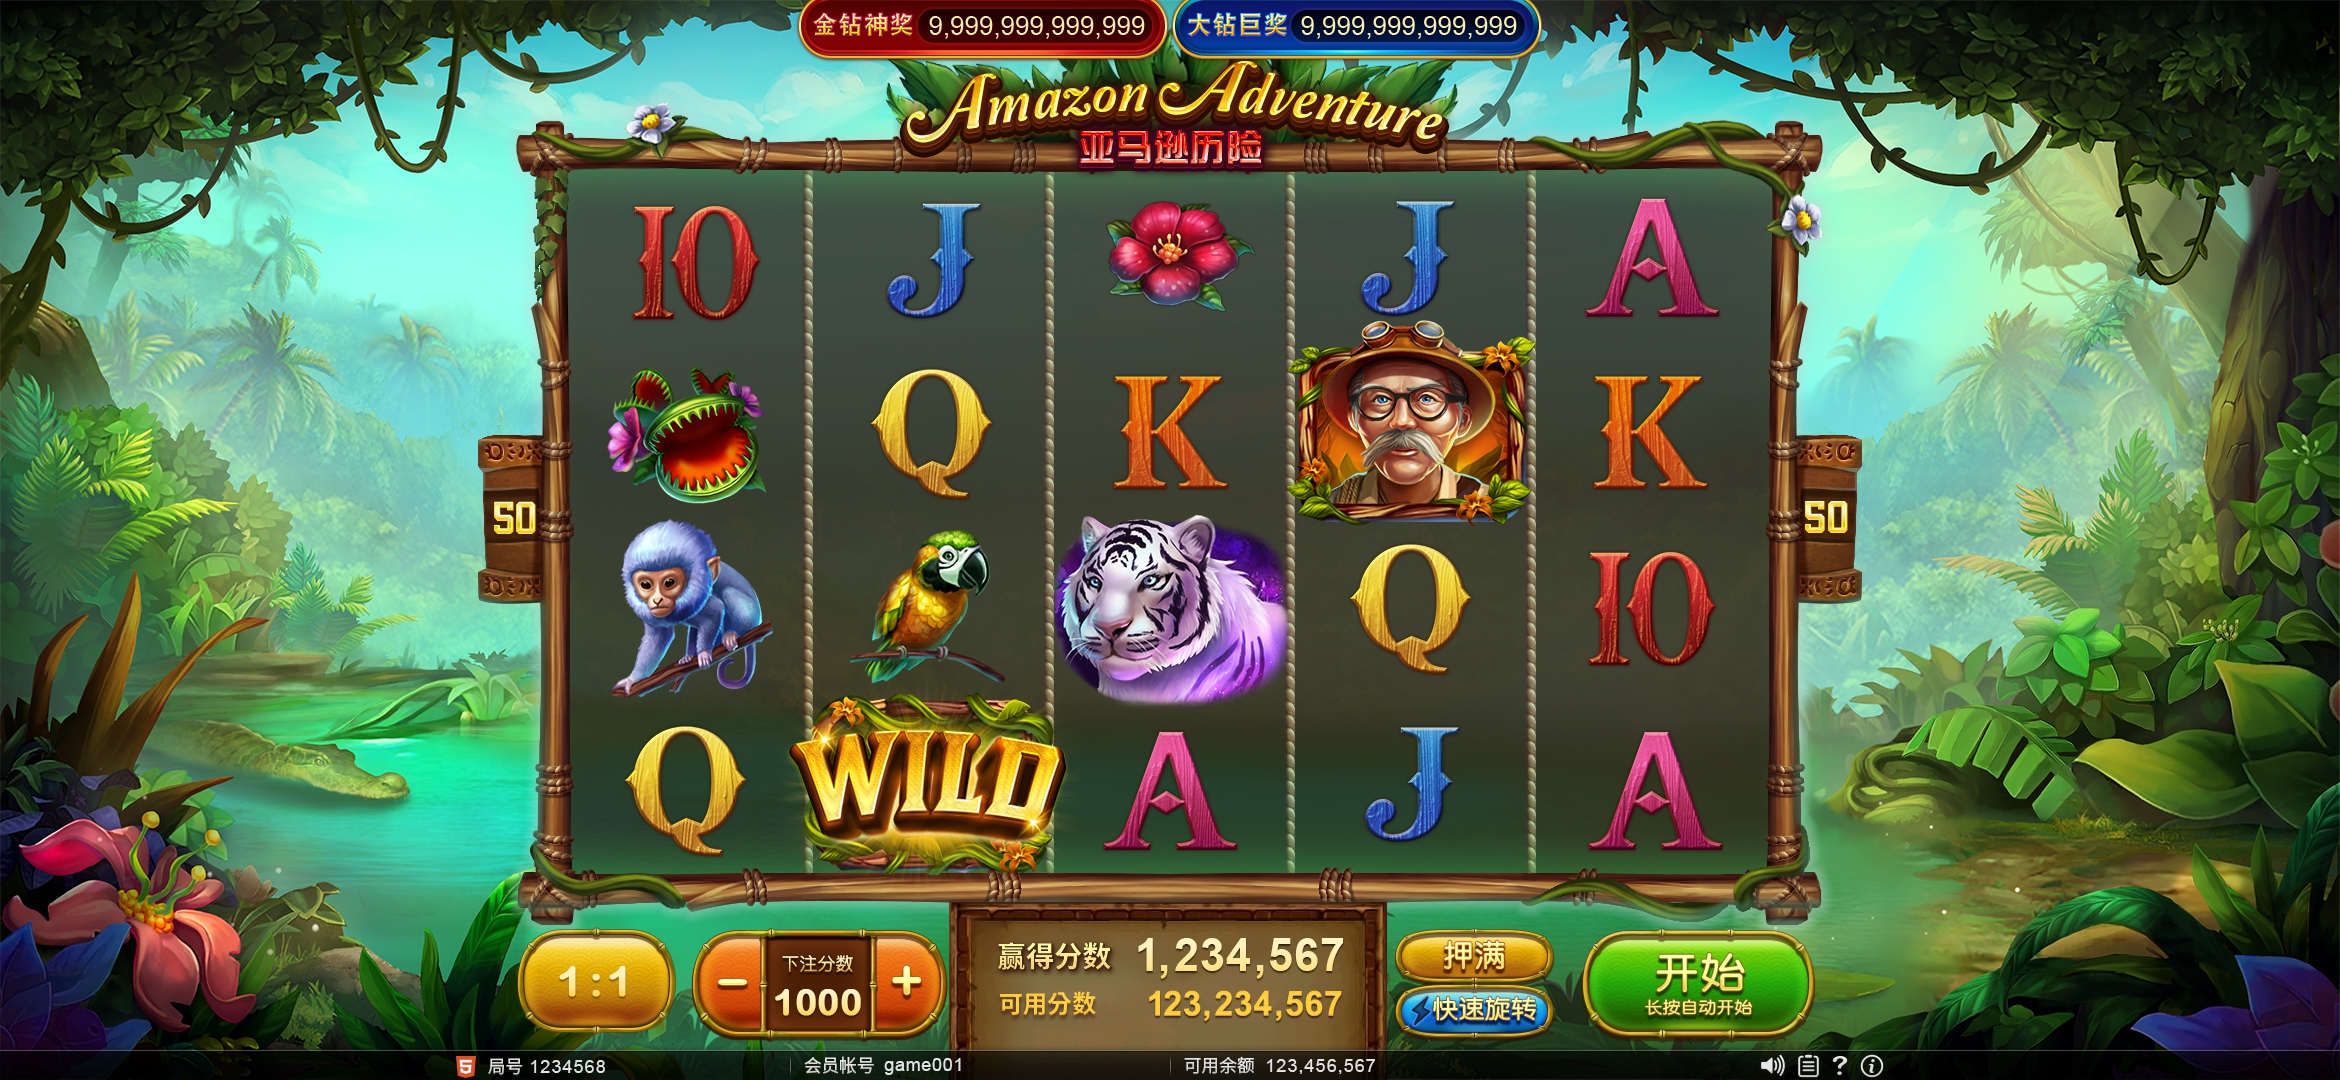 金钻神奖 9,999,999,999,999
大钻巨奖 9,999,999,999,999
Amazon Adventure
亚马逊历险
10 J J A
Q K K
50 50
Q 10
Q WILD A J A
1:1
− 下注分数 +
1000
赢得分数 1,234,567
可用分数 123,234,567
押满
快速旋转
开始
长按自动开始
5 局号 1234568
会员帐号 game001
可用余额 123,456,567
? i